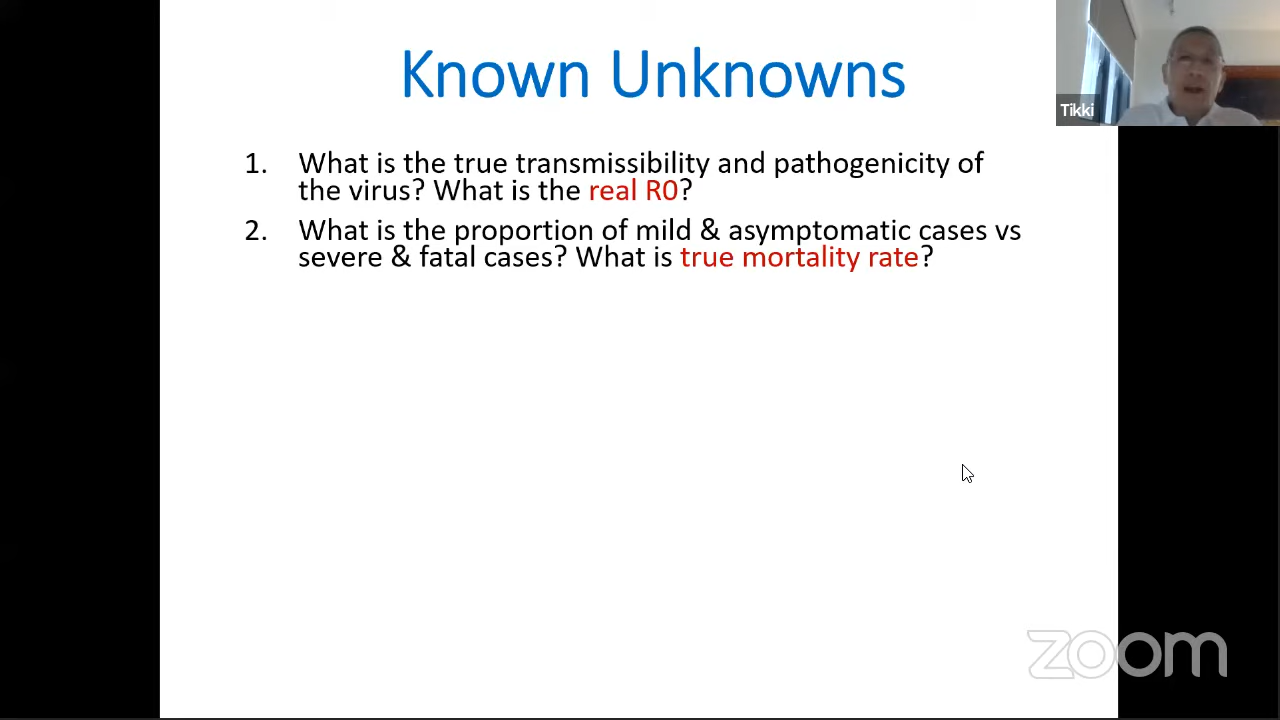 Known Unknowns
Tikki
1. What is the true transmissibility and pathogenicity of
the virus? What is the real R0?
2. What is the proportion of mild & asymptomatic cases vs
severe & fatal cases? What is true mortality rate?
zoom